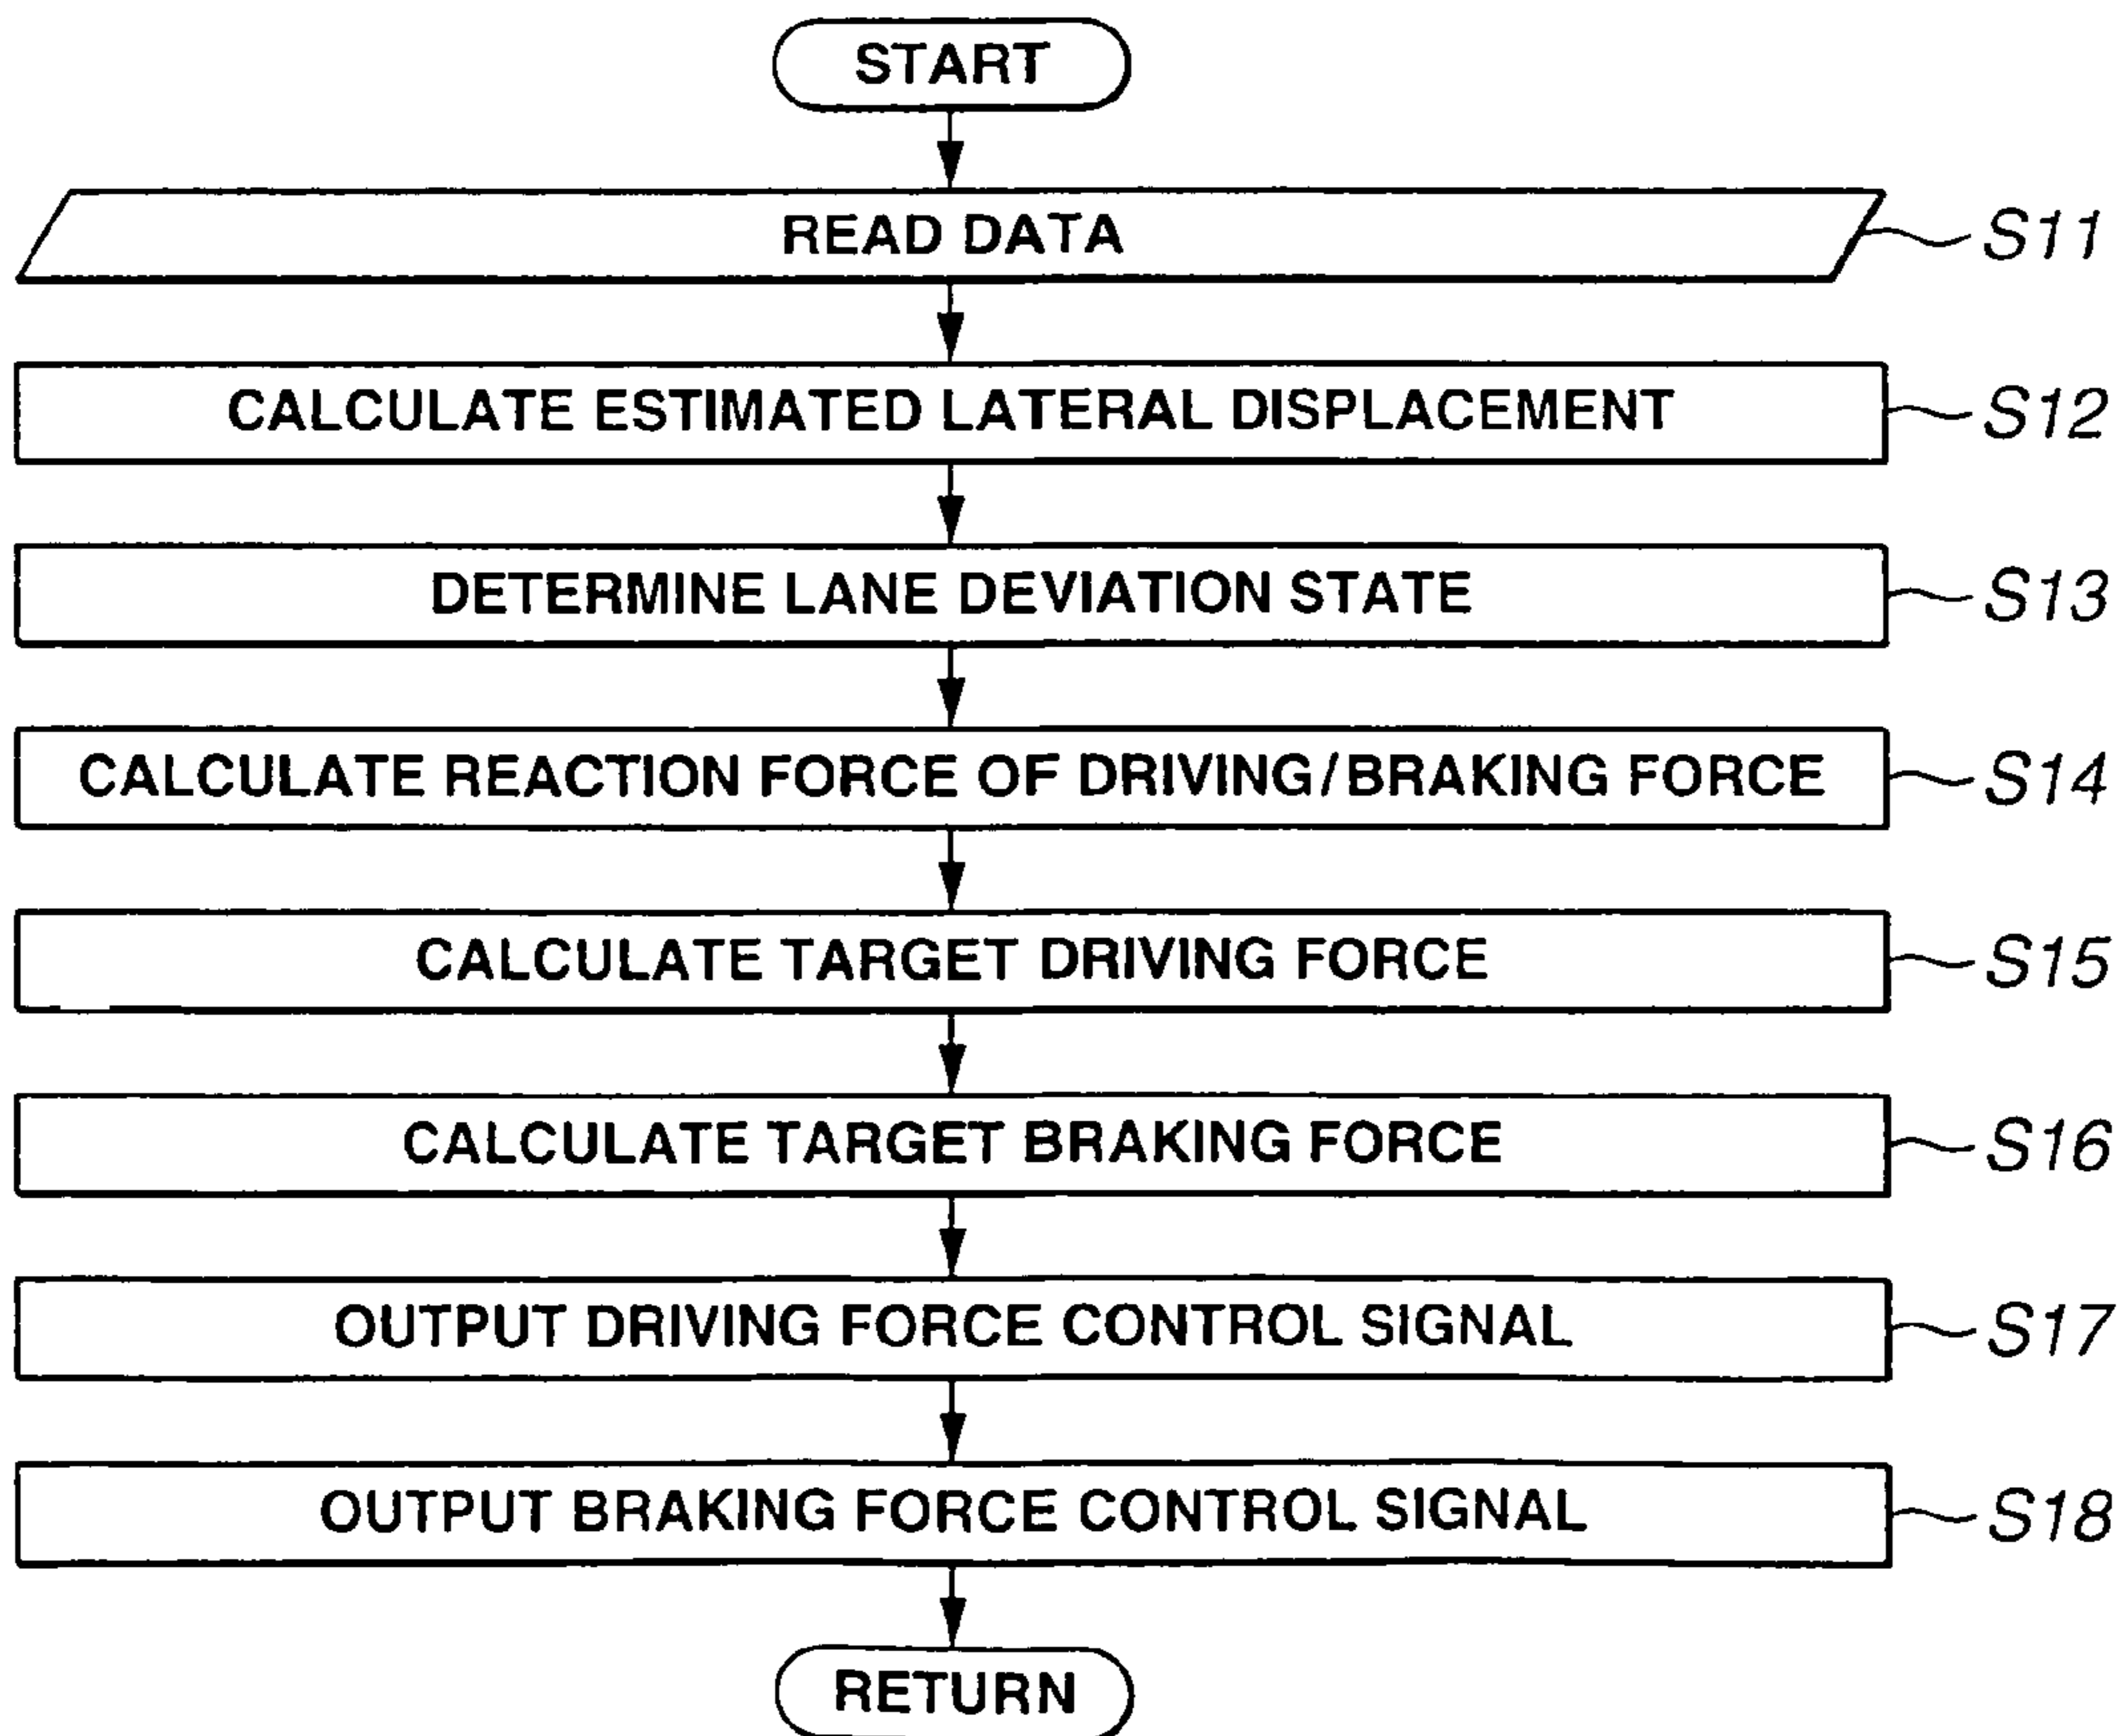 START
READ DATA
S11
CALCULATE ESTIMATED LATERAL DISPLACEMENT
S12
DETERMINE LANE DEVIATION STATE
S13
CALCULATE REACTION FORCE OF DRIVING/BRAKING FORCE
S14
CALCULATE TARGET DRIVING FORCE
S15
CALCULATE TARGET BRAKING FORCE
S16
OUTPUT DRIVING FORCE CONTROL SIGNAL
S17
OUTPUT BRAKING FORCE CONTROL SIGNAL
S18
RETURN